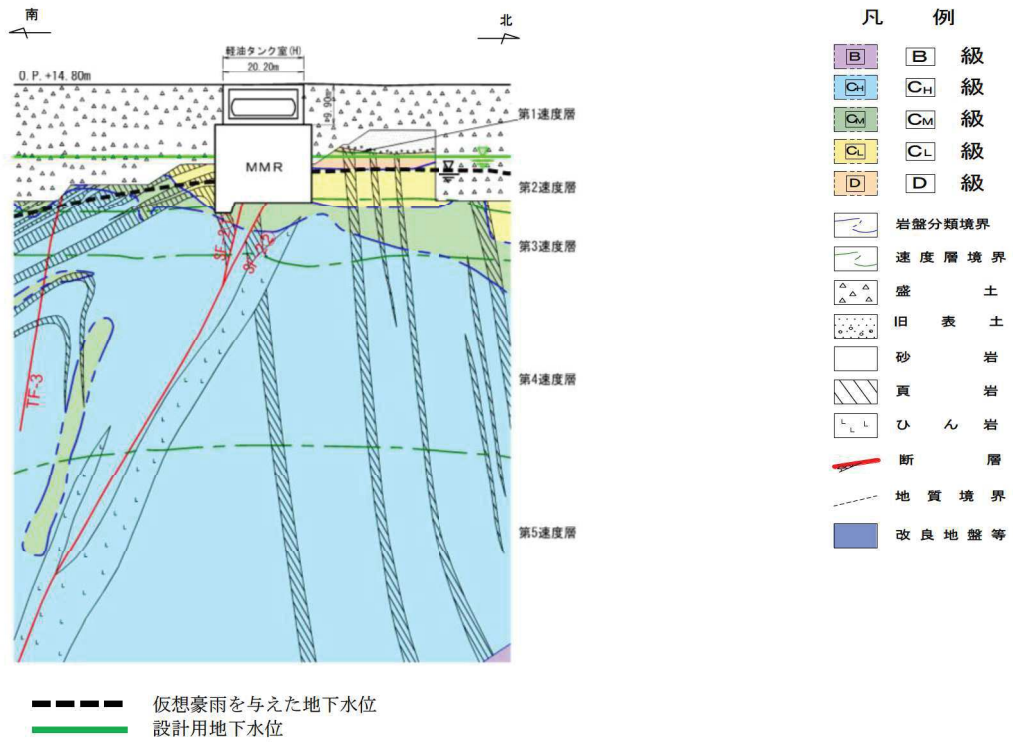 南
北
軽油タンク室(H)
20.20m
O.P.+14.80m
9.90m
MMR
第1速度層
第2速度層
第3速度層
第4速度層
第5速度層
TF-3
凡 例
B B 級
CH CH 級
CM CM 級
CL CL 級
D D 級
岩盤分類境界
速度層境界
盛 土
旧 表 土
砂 岩
頁 岩
ひ ん 岩
断 層
地 質 境 界
改 良 地 盤 等
仮想豪雨を与えた地下水位
設計用地下水位